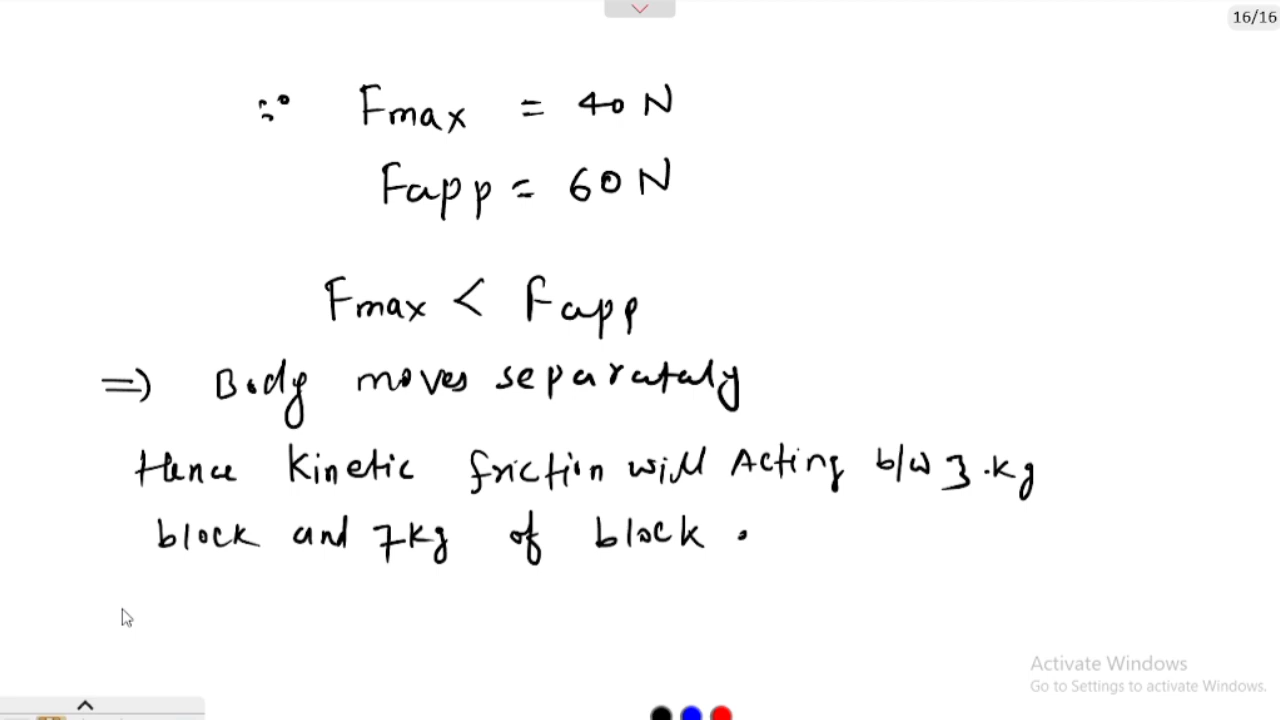 16/16
∵ Fmax = 40 N
Fapp = 60 N
Fmax < Fapp
⇒ Body moves separataly
Hence Kinetic friction will Acting b/w 3.kg
block and 7kg of block .
Activate Windows
Go to Settings to activate Windows.